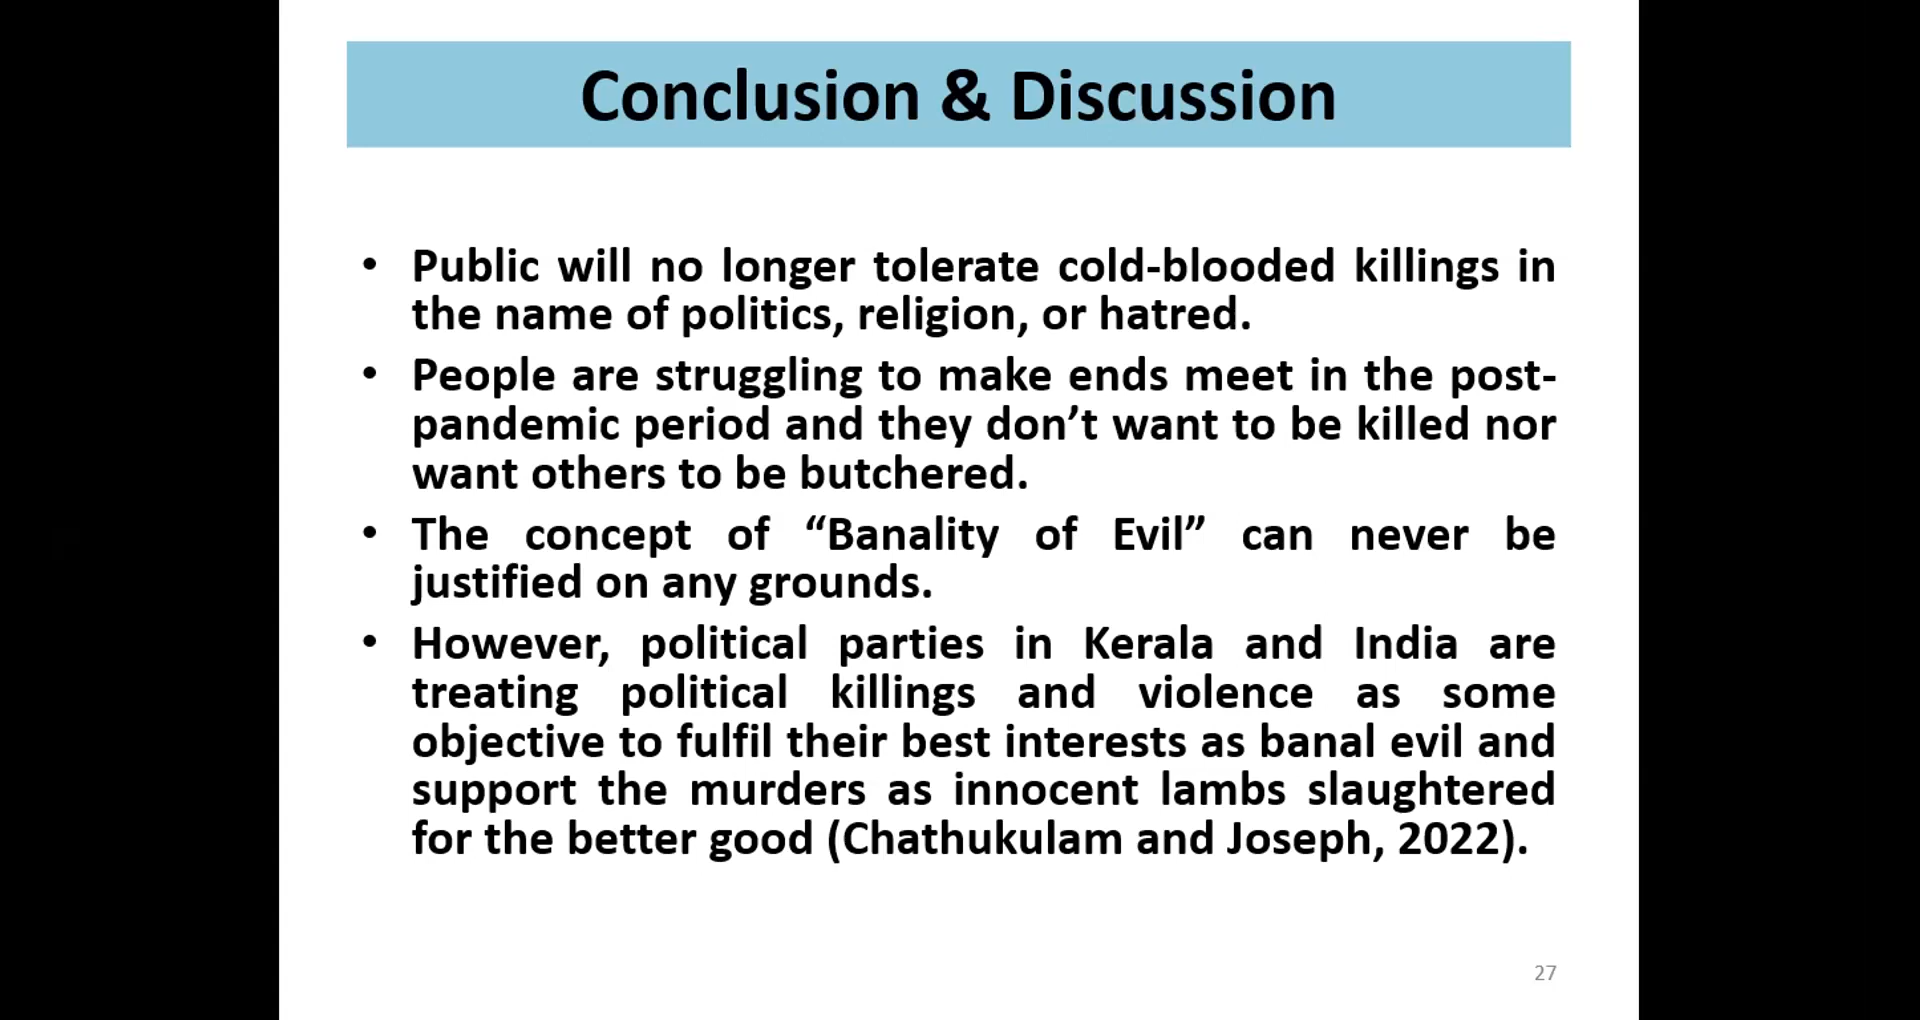 Conclusion & Discussion
• Public will no longer tolerate cold-blooded killings in
the name of politics, religion, or hatred.
• People are struggling to make ends meet in the post-
pandemic period and they don’t want to be killed nor
want others to be butchered.
• The concept of “Banality of Evil” can never be
justified on any grounds.
• However, political parties in Kerala and India are
treating political killings and violence as some
objective to fulfil their best interests as banal evil and
support the murders as innocent lambs slaughtered
for the better good (Chathukulam and Joseph, 2022).
27